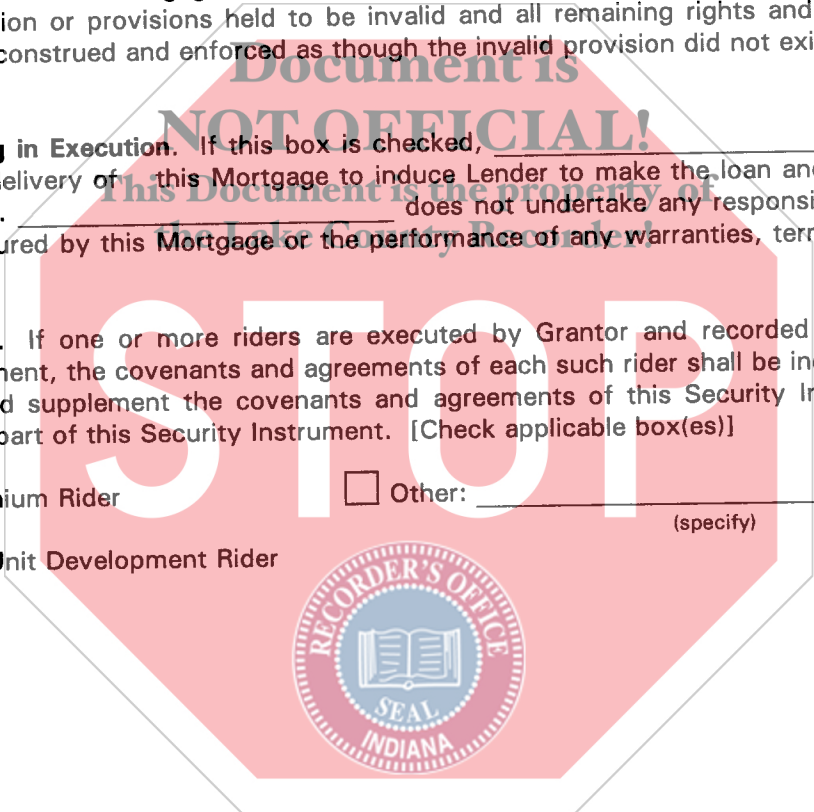 ion or provisions held to be invalid and all remaining rights and
construed and enforced as though the invalid provision did not exi
Document is
NOT OFFICIAL!
in Execution. If this box is checked,
elivery of this Mortgage to induce Lender to make the loan an
This Document is the property of
. does not undertake any responsi
the Lake County Recorder!
ured by this Mortgage or the performance of any warranties, terr
. If one or more riders are executed by Grantor and recorded
nent, the covenants and agreements of each such rider shall be in
d supplement the covenants and agreements of this Security I
part of this Security Instrument. [Check applicable box(es)]
STOP
ium Rider Other:
(specify)
Unit Development Rider
RECORDER'S OFFICE
SEAL
INDIANA